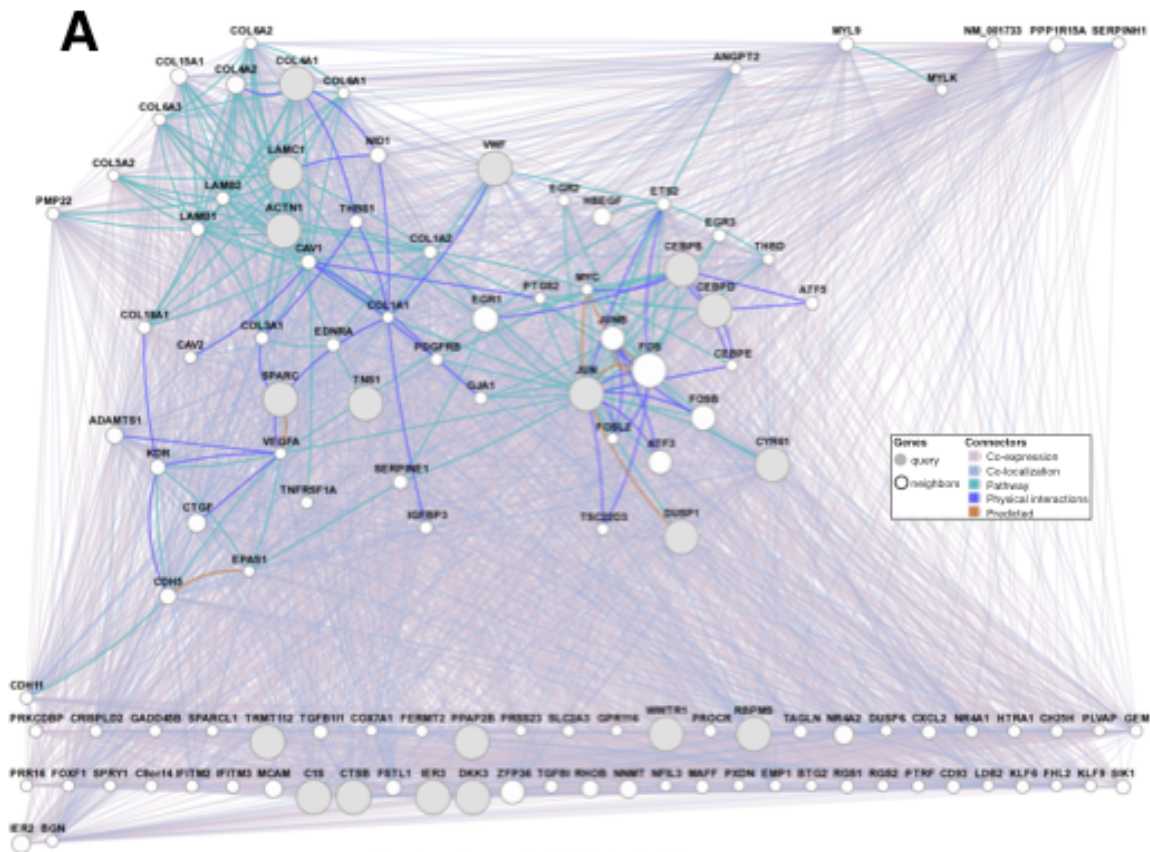 A
COL6A2
MYL9
NM_001733 PPP1R15A SERPINH1
COL15A1
COL4A2
COL4A1
COL6A1
ANGPT2
MYLK
COL6A3
NID1
VWF
LAMC1
COL5A2
LAMB2
EGR2
HBEGF
ETS2
PMP22
LAMB1
ACTN1
THBS1
EGR3
CAV1
COL1A2
CEBPB
THBD
MYC
PTGS2
CEBPD
ATF5
COL18A1
COL1A1
EGR1
COL3A1
EDNRA
JUNB
CAV2
PDGFRB
FOS
CEBPE
SPARC
TNS1
GJA1
JUN
ADAMTS1
FOSB
KDR
VEGFA
FOSL2
ATF3
CYR61
Genes
query
neighbors
Connectors
Co-expression
Co-localization
Pathway
Physical interactions
Predicted
TNFRSF1A
SERPINE1
CTGF
IGFBP3
TSC22D3
DUSP1
EPAS1
CDH5
CDH11
PRKCDBP CRISPLD2 GADD45B SPARCL1 TRMT112 TGFB1I1 COX7A1 FERMT2 PPAP2B PRSS23 SLC2A3 GPR116 WWTR1 PROCR RBPMS TAGLN NR4A2 DUSP6 CXCL2 NR4A1 HTRA1 CH25H PLVAP GEM
PRR16 FOXF1 SPRY1 C8orf4 IFITM2 IFITM3 MCAM C1S CTSB FSTL1 IER3 DKK3 ZFP36 TGFBI RHOB NNMT NFIL3 MAFF PXDN EMP1 BTG2 RGS1 RGS2 PTRF CD93 LDB2 KLF6 FHL2 KLF9 SIK1
IER2 BGN